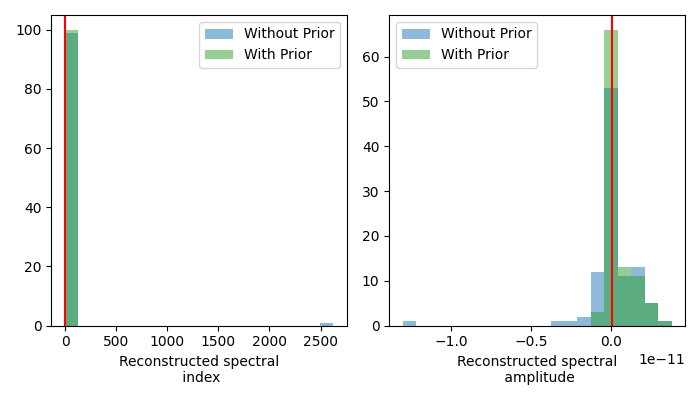 100
80
60
40
20
0
0
500
1000
1500
2000
2500
Without Prior
With Prior
Reconstructed spectral
index
60
50
40
30
20
10
0
−1.0
−0.5
0.0
1e−11
Without Prior
With Prior
Reconstructed spectral
amplitude